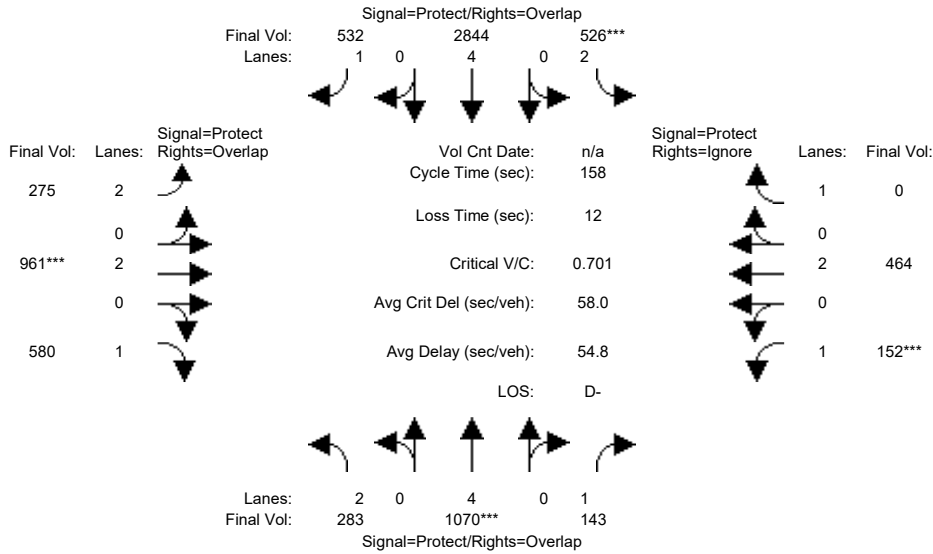 Signal=Protect/Rights=Overlap
Final Vol: 532 2844 526***
Lanes: 1 0 4 0 2
Signal=Protect
Final Vol: Lanes: Rights=Overlap
Vol Cnt Date: n/a
Signal=Protect
Rights=Ignore Lanes: Final Vol:
Cycle Time (sec): 158
275 2
1 0
Loss Time (sec): 12
0
0
961*** 2
Critical V/C: 0.701
2 464
0
Avg Crit Del (sec/veh): 58.0
0
580 1
Avg Delay (sec/veh): 54.8
1 152***
LOS: D-
Lanes: 2 0 4 0 1
Final Vol: 283 1070*** 143
Signal=Protect/Rights=Overlap